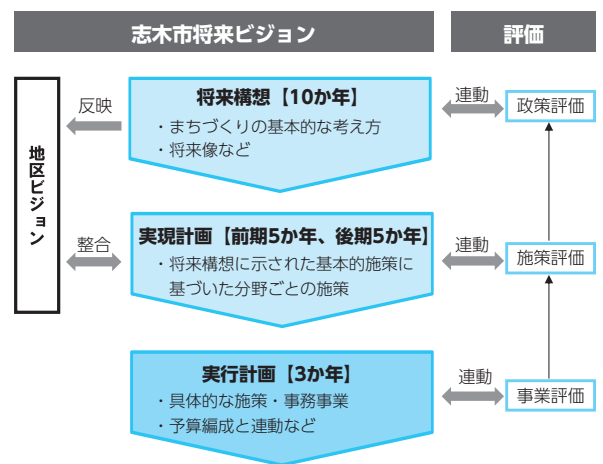 志木市将来ビジョン
評価
将来構想【10か年】
・まちづくりの基本的な考え方
・将来像など
反映
連動
政策評価
地区ビジョン
実現計画【前期5か年、後期5か年】
・将来構想に示された基本的施策に
基づいた分野ごとの施策
整合
連動
施策評価
実行計画【3か年】
・具体的な施策・事務事業
・予算編成と連動など
連動
事業評価